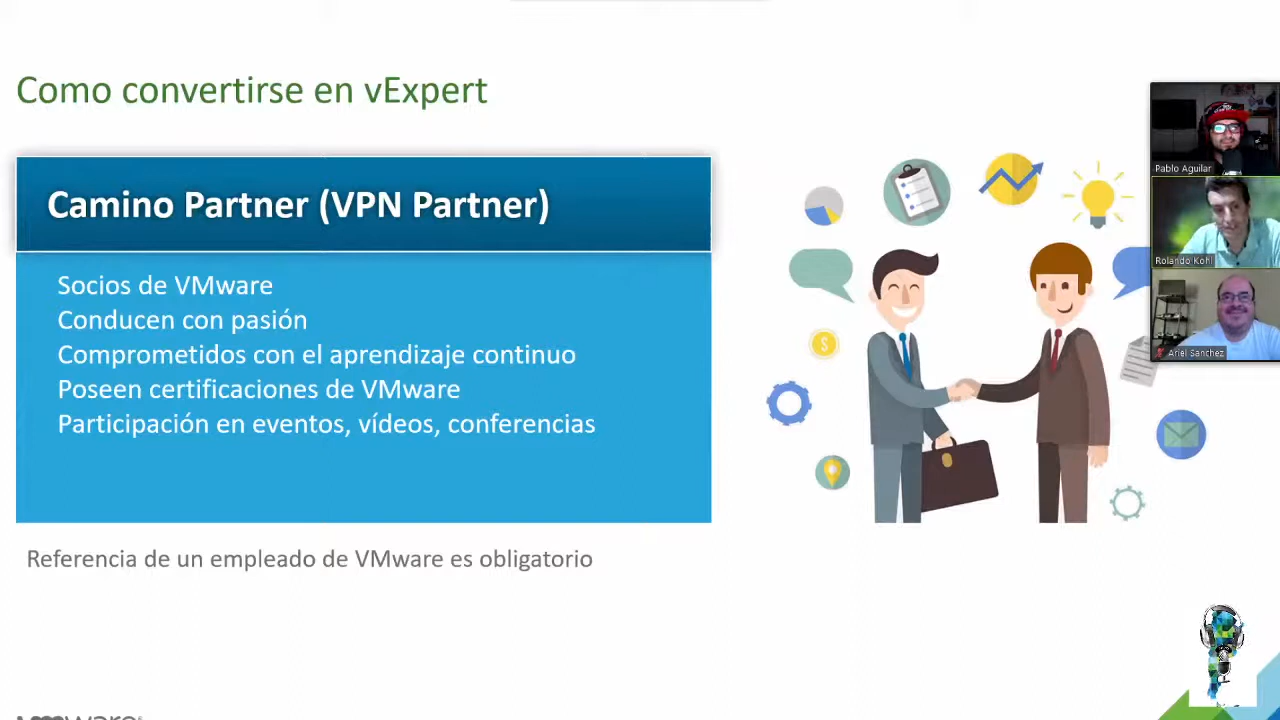 Como convertirse en vExpert
Camino Partner (VPN Partner)
Socios de VMware
Conducen con pasión
Comprometidos con el aprendizaje continuo
Poseen certificaciones de VMware
Participación en eventos, vídeos, conferencias
Referencia de un empleado de VMware es obligatorio
Pablo Aguilar
Rolando Kohl
Ariel Sanchez
$
vmware